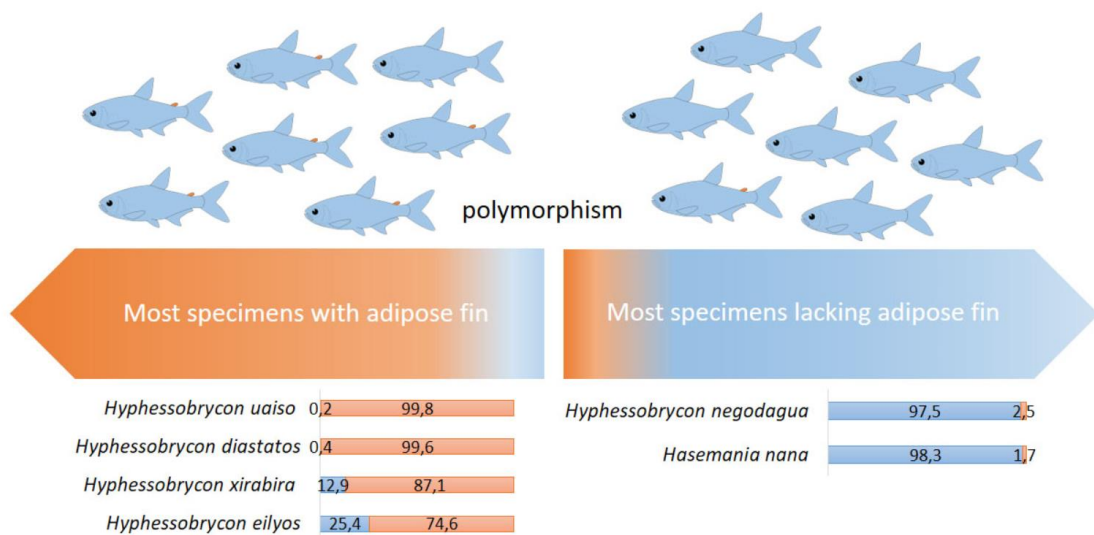 polymorphism
Most specimens with adipose fin
Most specimens lacking adipose fin
Hyphessobrycon uaiso 0,2 99,8
Hyphessobrycon diastatos 0,4 99,6
Hyphessobrycon xirabira 12,9 87,1
Hyphessobrycon eilyos 25,4 74,6
Hyphessobrycon negodagua 97,5 2,5
Hasemania nana 98,3 1,7